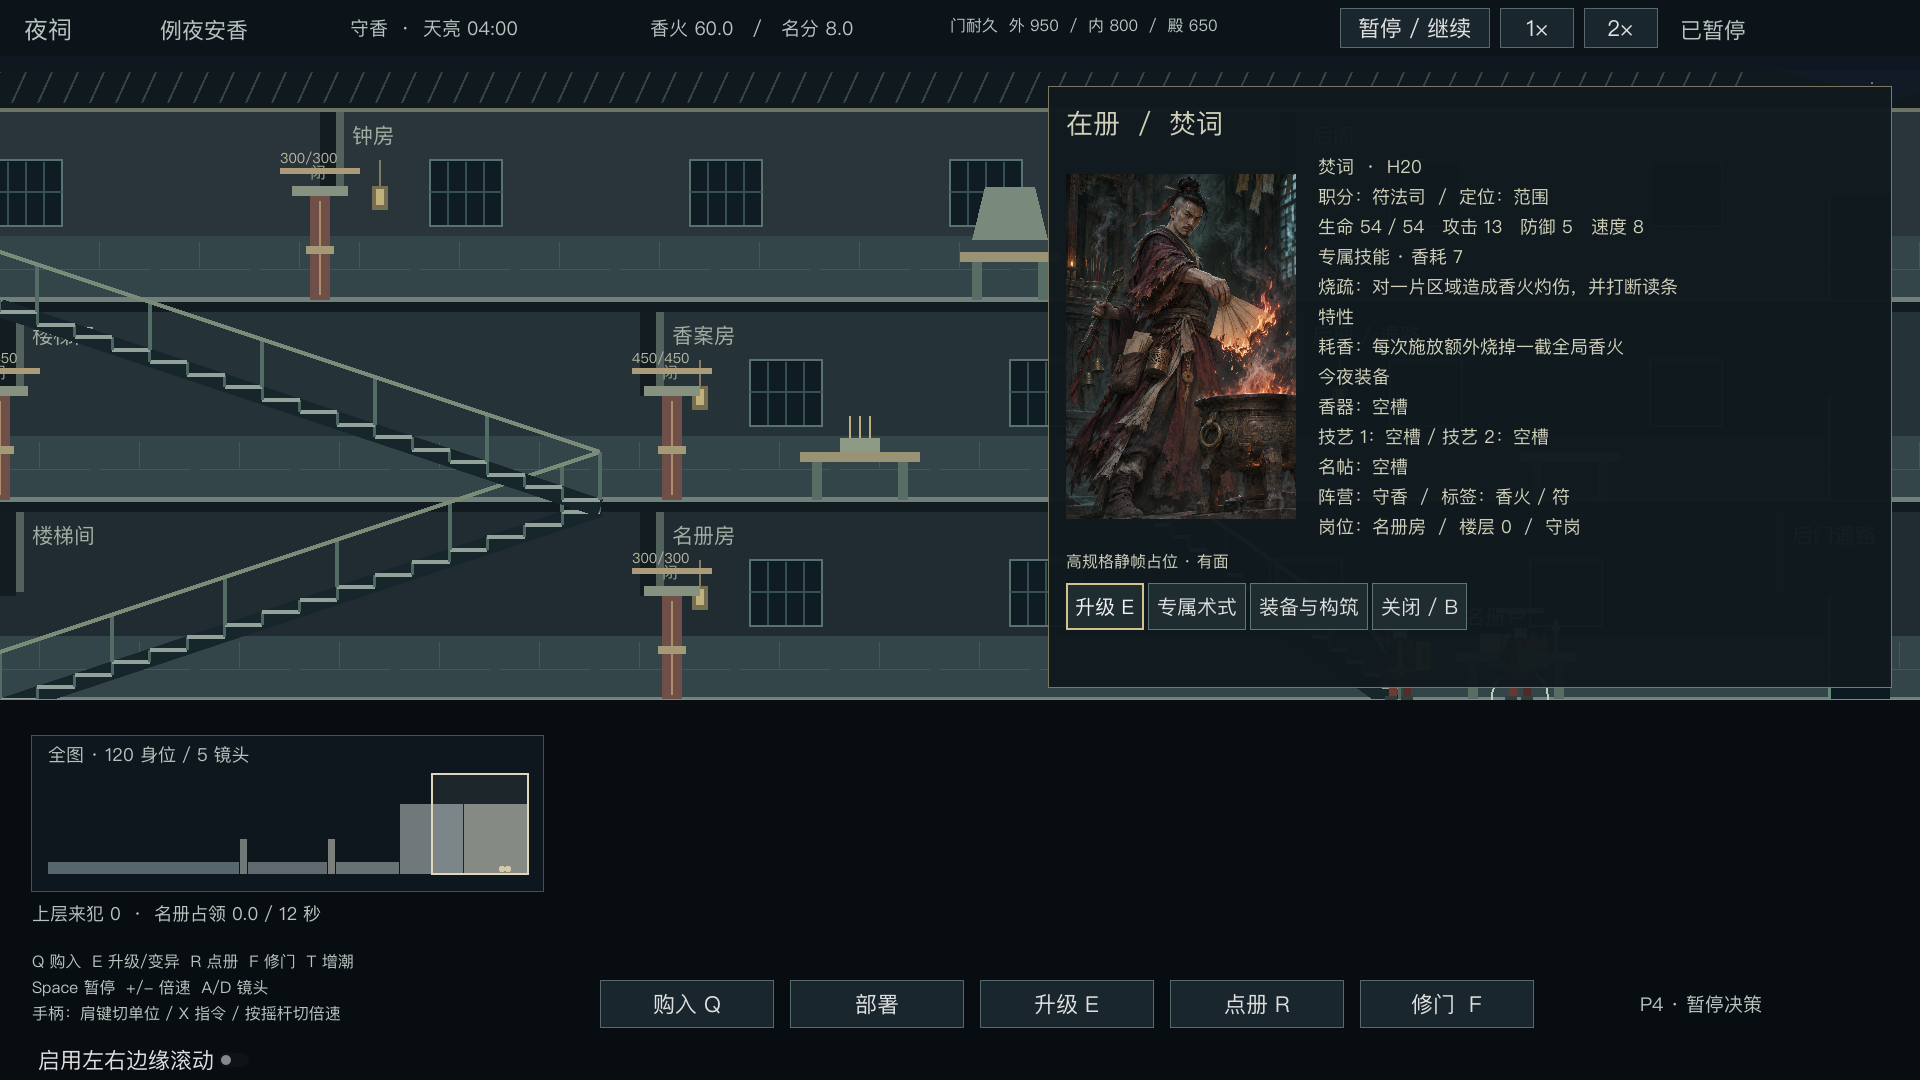 夜祠
例夜安香
守香 · 天亮 04:00
香火 60.0 / 名分 8.0
门耐久 外 950 / 内 800 / 殿 650
暂停 / 继续
1×
2×
已暂停
钟房
300/300
闭
香案房
450/450
闭
楼梯间
名册房
300/300
闭
在册 / 焚词
焚词 · H20
职分：符法司 / 定位：范围
生命 54 / 54 攻击 13 防御 5 速度 8
专属技能 · 香耗 7
烧疏：对一片区域造成香火灼伤，并打断读条
特性
耗香：每次施放额外烧掉一截全局香火
今夜装备
香器：空槽
技艺 1：空槽 / 技艺 2：空槽
名帖：空槽
阵营：守香 / 标签：香火 / 符
岗位：名册房 / 楼层 0 / 守岗
高规格静帧占位 · 有面
升级 E
专属术式
装备与构筑
关闭 / B
全图 · 120 身位 / 5 镜头
上层来犯 0 · 名册占领 0.0 / 12 秒
Q 购入 E 升级/变异 R 点册 F 修门 T 增潮
Space 暂停 +/− 倍速 A/D 镜头
手柄：肩键切单位 / X 指令 / 按摇杆切倍速
启用左右边缘滚动
购入 Q
部署
升级 E
点册 R
修门 F
P4 · 暂停决策